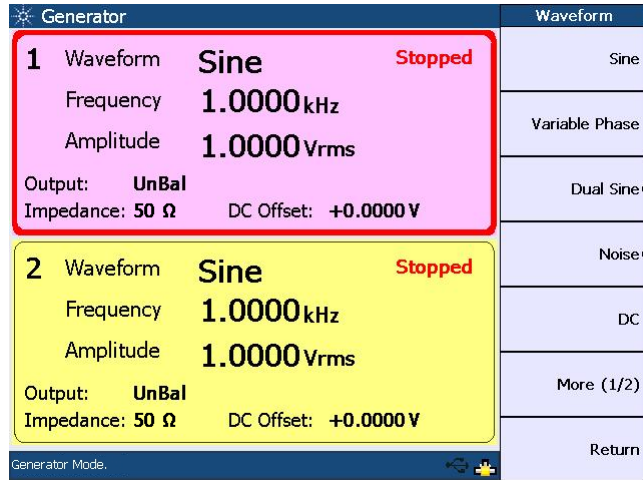 Generator
1 Waveform Sine Stopped
Frequency 1.0000 kHz
Amplitude 1.0000 Vrms
Output: UnBal
Impedance: 50 Ω DC Offset: +0.0000 V
2 Waveform Sine Stopped
Frequency 1.0000 kHz
Amplitude 1.0000 Vrms
Output: UnBal
Impedance: 50 Ω DC Offset: +0.0000 V
Generator Mode.
Waveform
Sine
Variable Phase
Dual Sine
Noise
DC
More (1/2)
Return